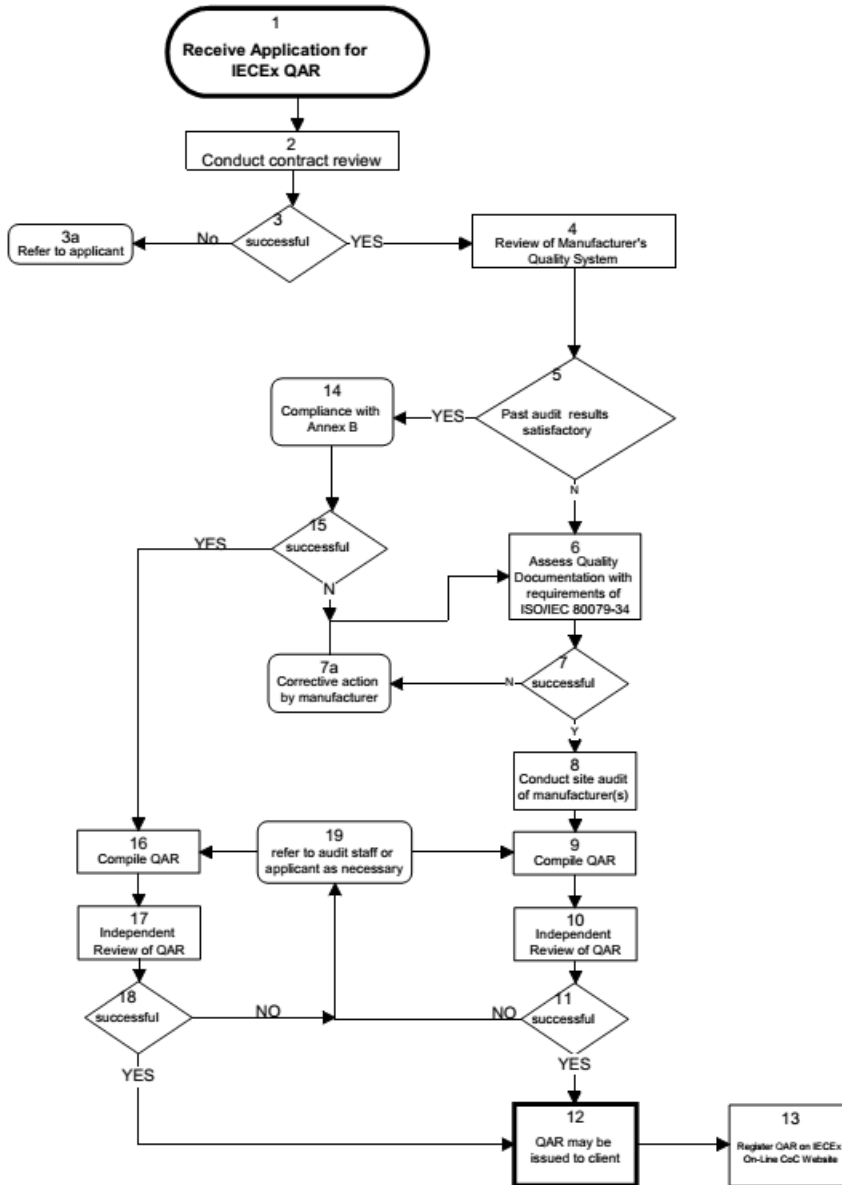 1
Receive Application for
IECEx QAR
2
Conduct contract review
3
successful
No
YES
3a
Refer to applicant
4
Review of Manufacturer's
Quality System
5
Past audit results
satisfactory
YES
N
14
Compliance with
Annex B
15
successful
YES
N
6
Assess Quality
Documentation with
requirements of
ISO/IEC 80079-34
7
successful
N
Y
7a
Corrective action
by manufacturer
8
Conduct site audit
of manufacturer(s)
16
Compile QAR
19
refer to audit staff or
applicant as necessary
9
Compile QAR
17
Independent
Review of QAR
10
Independent
Review of QAR
18
successful
NO
YES
11
successful
NO
YES
12
QAR may be
issued to client
13
Register QAR on IECEx
On-Line CoC Website